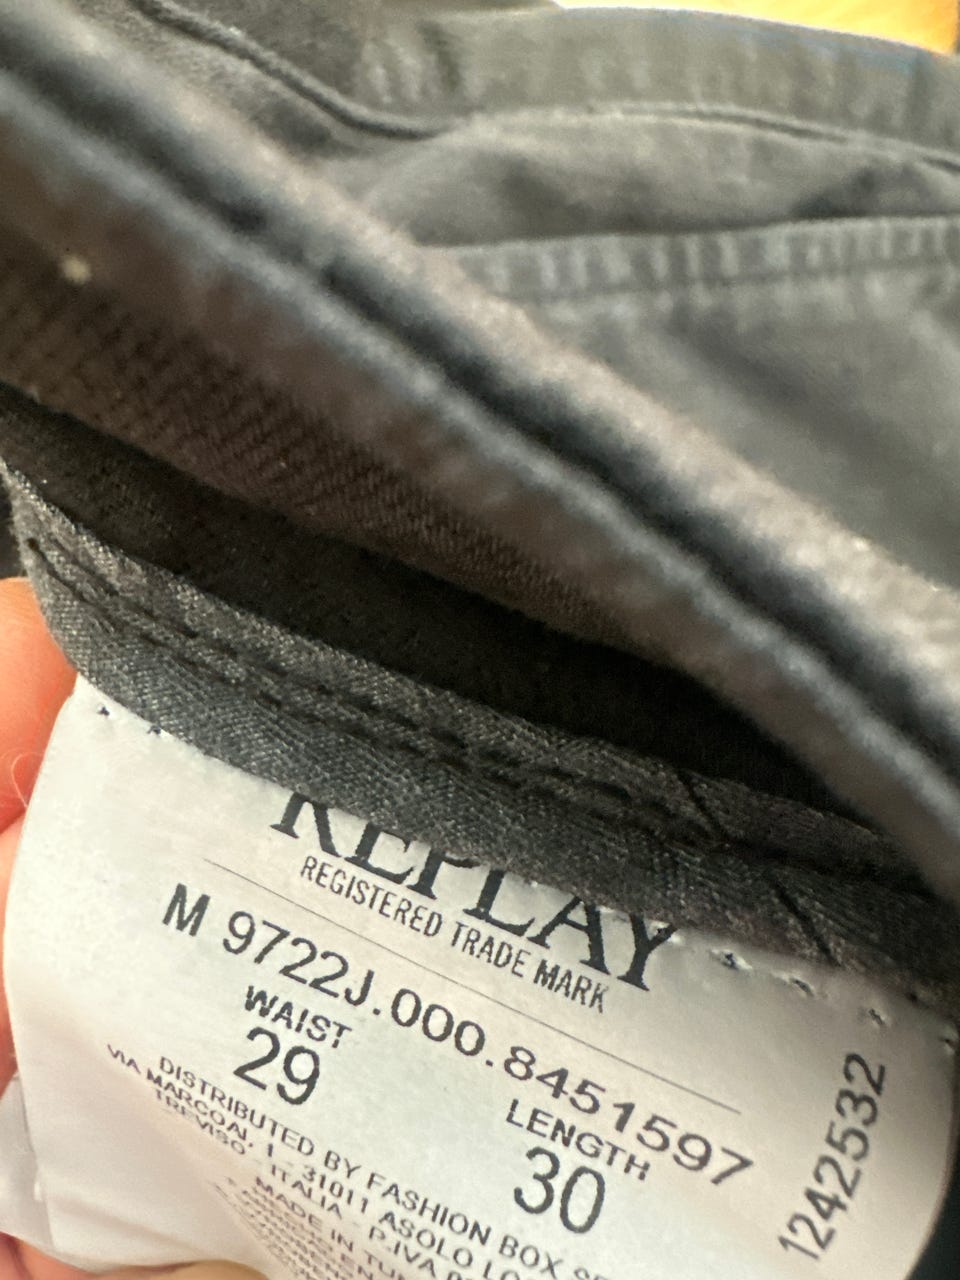 REPLAY
REGISTERED TRADE MARK
M 9722J.000.8451597
WAIST
29
LENGTH
30
1242532
DISTRIBUTED BY FASHION BOX
VIA MARCONI, 1 - 31011 ASOLO
TREVISO - ITALIA - P.IVA
MADE IN